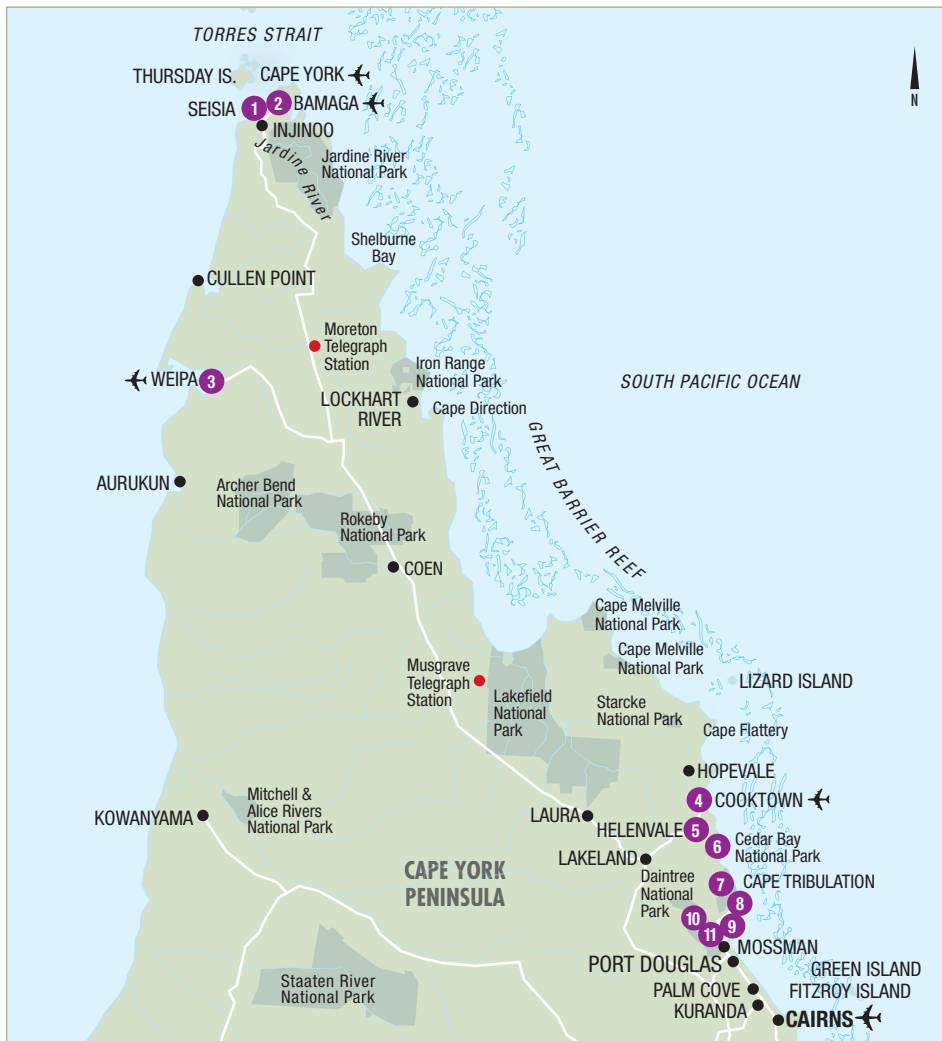 TORRES STRAIT
THURSDAY IS.
CAPE YORK
N
SEISIA
1
2
BAMAGA
INJINOO
Jardine River
Jardine River
National Park
Shelburne
Bay
CULLEN POINT
Moreton
Telegraph
Station
Iron Range
National Park
WEIPA
3
SOUTH PACIFIC OCEAN
LOCKHART
RIVER
Cape Direction
GREAT BARRIER REEF
AURUKUN
Archer Bend
National Park
Rokeby
National Park
COEN
Cape Melville
National Park
Cape Melville
National Park
Musgrave
Telegraph
Station
LIZARD ISLAND
Lakefield
National
Park
Starcke
National Park
Cape Flattery
HOPEVALE
Mitchell &
Alice Rivers
National Park
4
COOKTOWN
KOWANYAMA
LAURA
HELENVALE
5
6
Cedar Bay
National Park
LAKELAND
CAPE YORK
PENINSULA
Daintree
National
Park
7
CAPE TRIBULATION
8
10
9
11
MOSSMAN
PORT DOUGLAS
GREEN ISLAND
Staaten River
National Park
PALM COVE
FITZROY ISLAND
KURANDA
CAIRNS